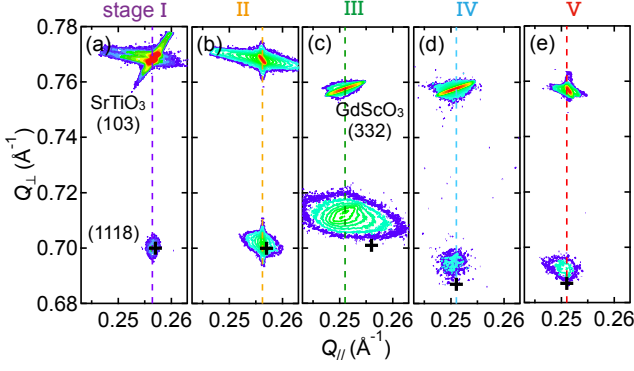 stage I II III IV V
(a) (b) (c) (d) (e)
0.78
0.76
0.74
0.72
0.70
0.68
Q⊥ (Å⁻¹)
SrTiO₃
(103)
GdScO₃
(332)
(1118)
0.25 0.26 0.25 0.26 0.25 0.26 0.25 0.26 0.25 0.26
Q// (Å⁻¹)